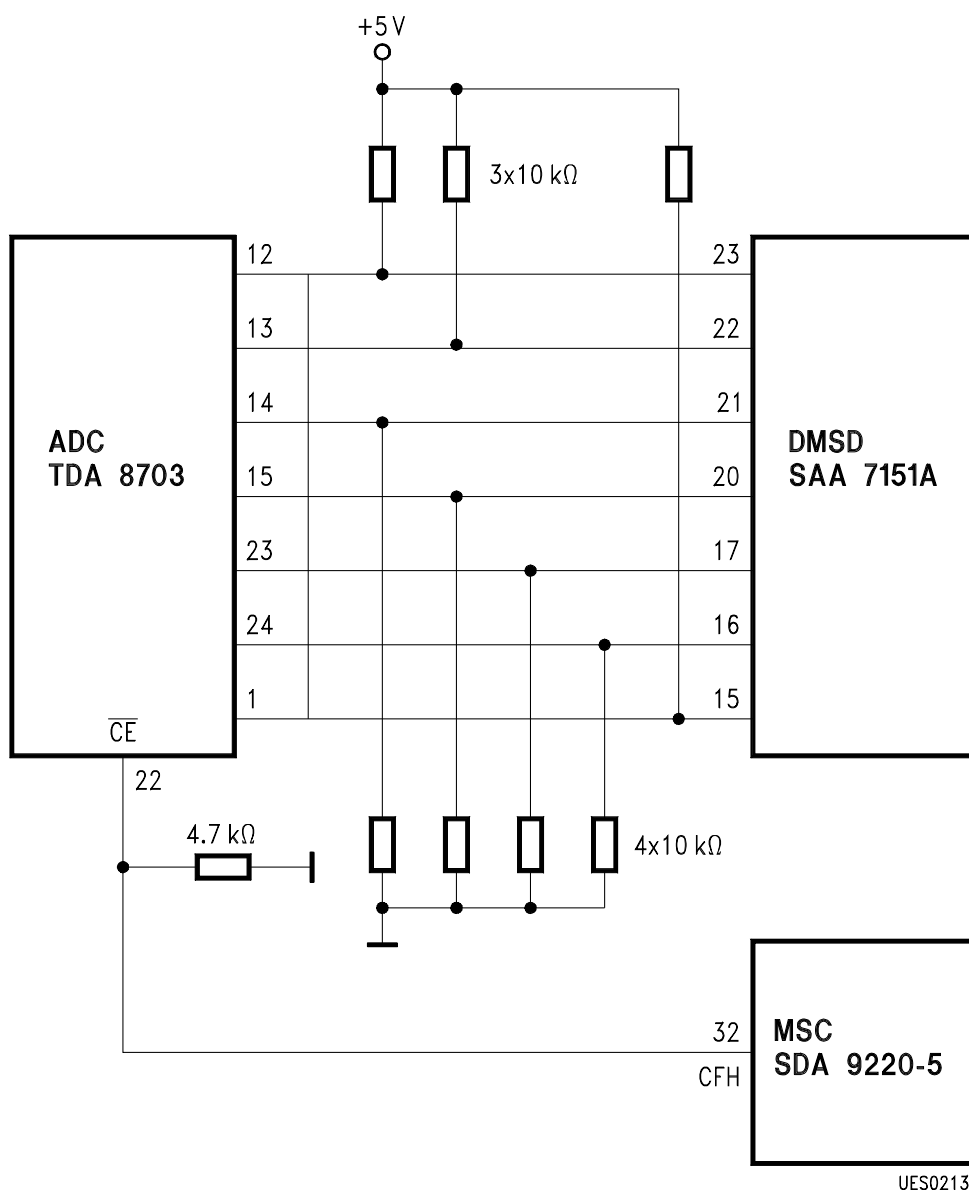 +5 V
3x10 kΩ
12
23
13
22
14
21
ADC
TDA 8703
DMSD
SAA 7151A
15
20
23
17
24
16
1
15
CE
22
4.7 kΩ
4x10 kΩ
32
CFH
MSC
SDA 9220-5
UES0213